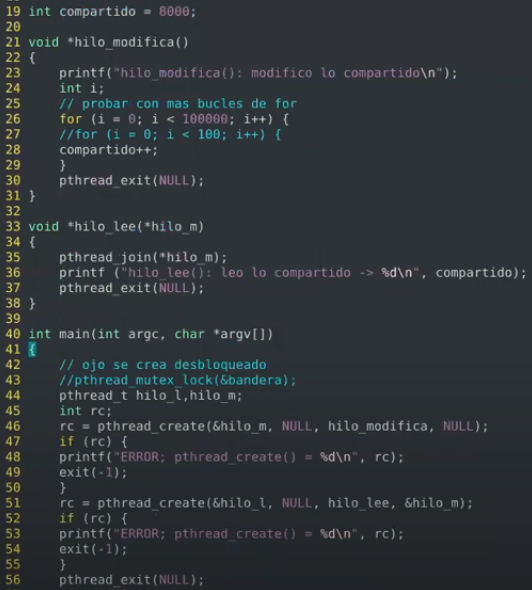 19 int compartido = 8000;
20
21 void *hilo_modifica()
22 {
23     printf("hilo_modifica(): modifico lo compartido\n");
24     int i;
25     // probar con mas bucles de for
26     for (i = 0; i < 100000; i++) {
27     //for (i = 0; i < 100; i++) {
28     compartido++;
29     }
30     pthread_exit(NULL);
31 }
32
33 void *hilo_lee(*hilo_m)
34 {
35     pthread_join(*hilo_m);
36     printf ("hilo_lee(): leo lo compartido -> %d\n", compartido);
37     pthread_exit(NULL);
38 }
39
40 int main(int argc, char *argv[])
41 {
42     // ojo se crea desbloqueado
43     //pthread_mutex_lock(&bandera);
44     pthread_t hilo_l,hilo_m;
45     int rc;
46     rc = pthread_create(&hilo_m, NULL, hilo_modifica, NULL);
47     if (rc) {
48     printf("ERROR; pthread_create() = %d\n", rc);
49     exit(-1);
50     }
51     rc = pthread_create(&hilo_l, NULL, hilo_lee, &hilo_m);
52     if (rc) {
53     printf("ERROR; pthread_create() = %d\n", rc);
54     exit(-1);
55     }
56     pthread_exit(NULL);